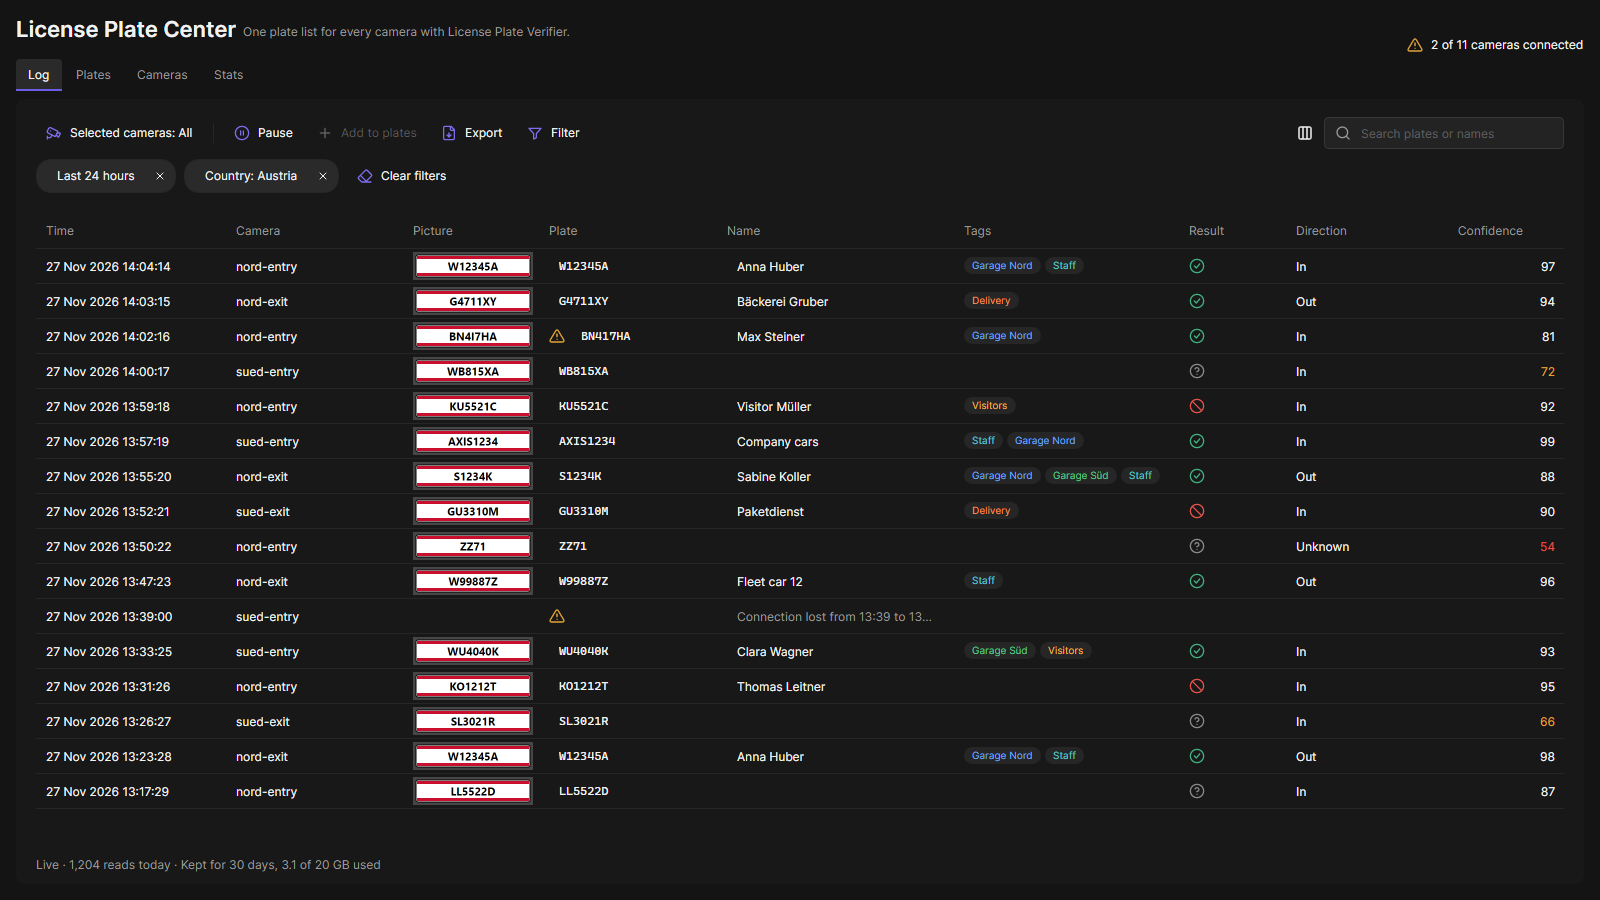 License Plate Center One plate list for every camera with License Plate Verifier.
2 of 11 cameras connected
Log Plates Cameras Stats
Selected cameras: All Pause Add to plates Export Filter Search plates or names
Last 24 hours Country: Austria Clear filters
Time Camera Picture Plate Name Tags Result Direction Confidence
27 Nov 2026 14:04:14 nord-entry W12345A W12345A Anna Huber Garage Nord Staff In 97
27 Nov 2026 14:03:15 nord-exit G4711XY G4711XY Bäckerei Gruber Delivery Out 94
27 Nov 2026 14:02:16 nord-entry BN4I7HA BN417HA Max Steiner Garage Nord In 81
27 Nov 2026 14:00:17 sued-entry WB815XA WB815XA In 72
27 Nov 2026 13:59:18 nord-entry KU5521C KU5521C Visitor Müller Visitors In 92
27 Nov 2026 13:57:19 sued-entry AXIS1234 AXIS1234 Company cars Staff Garage Nord In 99
27 Nov 2026 13:55:20 nord-exit S1234K S1234K Sabine Koller Garage Nord Garage Süd Staff Out 88
27 Nov 2026 13:52:21 sued-exit GU3310M GU3310M Paketdienst Delivery In 90
27 Nov 2026 13:50:22 nord-entry ZZ71 ZZ71 Unknown 54
27 Nov 2026 13:47:23 nord-exit W99887Z W99887Z Fleet car 12 Staff Out 96
27 Nov 2026 13:39:00 sued-entry Connection lost from 13:39 to 13...
27 Nov 2026 13:33:25 sued-entry WU4040K WU4040K Clara Wagner Garage Süd Visitors In 93
27 Nov 2026 13:31:26 nord-entry KO1212T KO1212T Thomas Leitner In 95
27 Nov 2026 13:26:27 sued-exit SL3021R SL3021R In 66
27 Nov 2026 13:23:28 nord-exit W12345A W12345A Anna Huber Garage Nord Staff Out 98
27 Nov 2026 13:17:29 nord-entry LL5522D LL5522D In 87
Live · 1,204 reads today · Kept for 30 days, 3.1 of 20 GB used